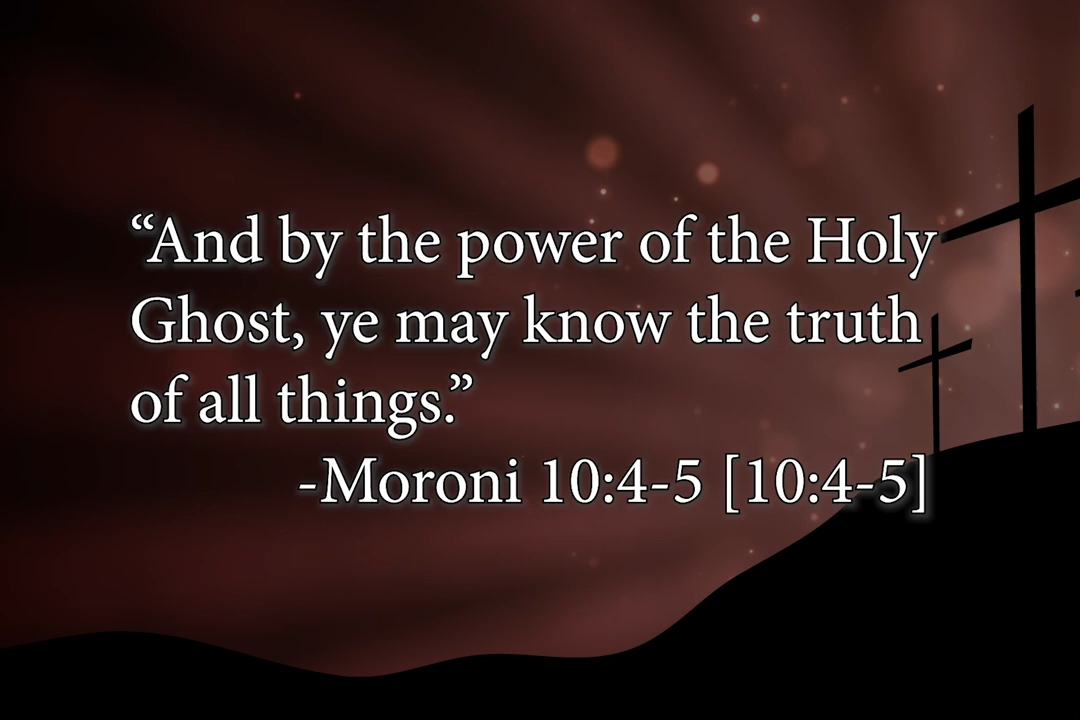 “And by the power of the Holy
Ghost, ye may know the truth
of all things.”
-Moroni 10:4-5 [10:4-5]